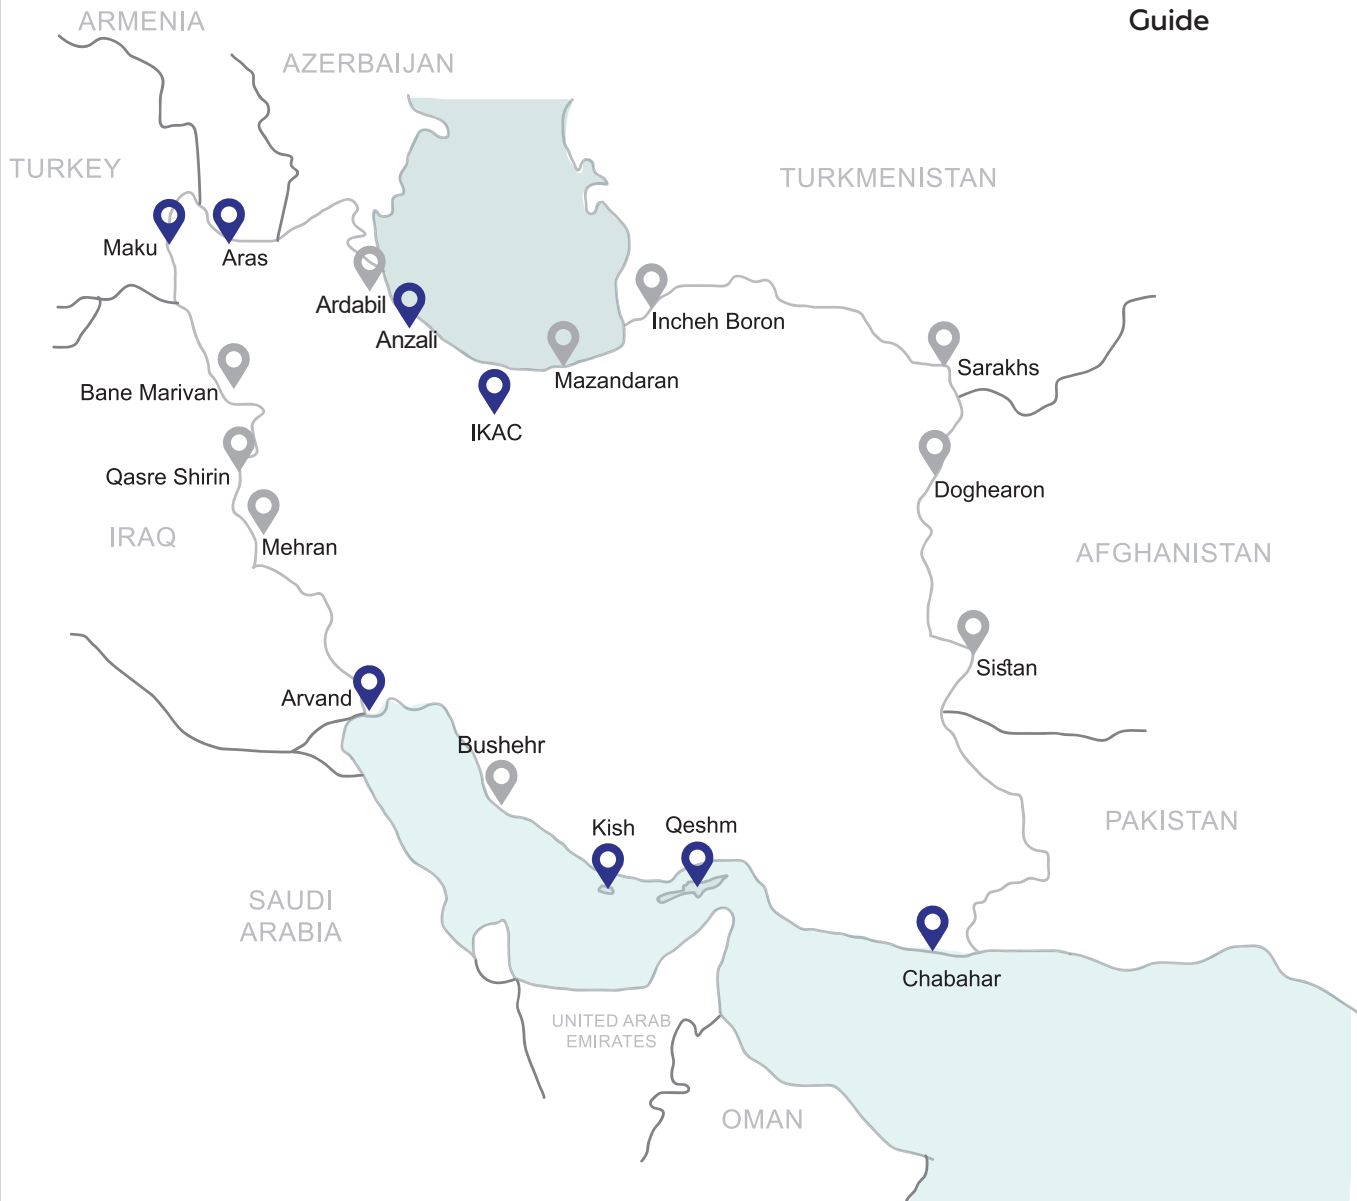 Guide
ARMENIA
AZERBAIJAN
TURKEY
TURKMENISTAN
Maku
Aras
Ardabil
Anzali
Incheh Boron
Mazandaran
Sarakhs
Bane Marivan
IKAC
Qasre Shirin
Doghearon
IRAQ
Mehran
AFGHANISTAN
Sistan
Arvand
Bushehr
Kish
Qeshm
PAKISTAN
SAUDI
ARABIA
Chabahar
UNITED ARAB
EMIRATES
OMAN